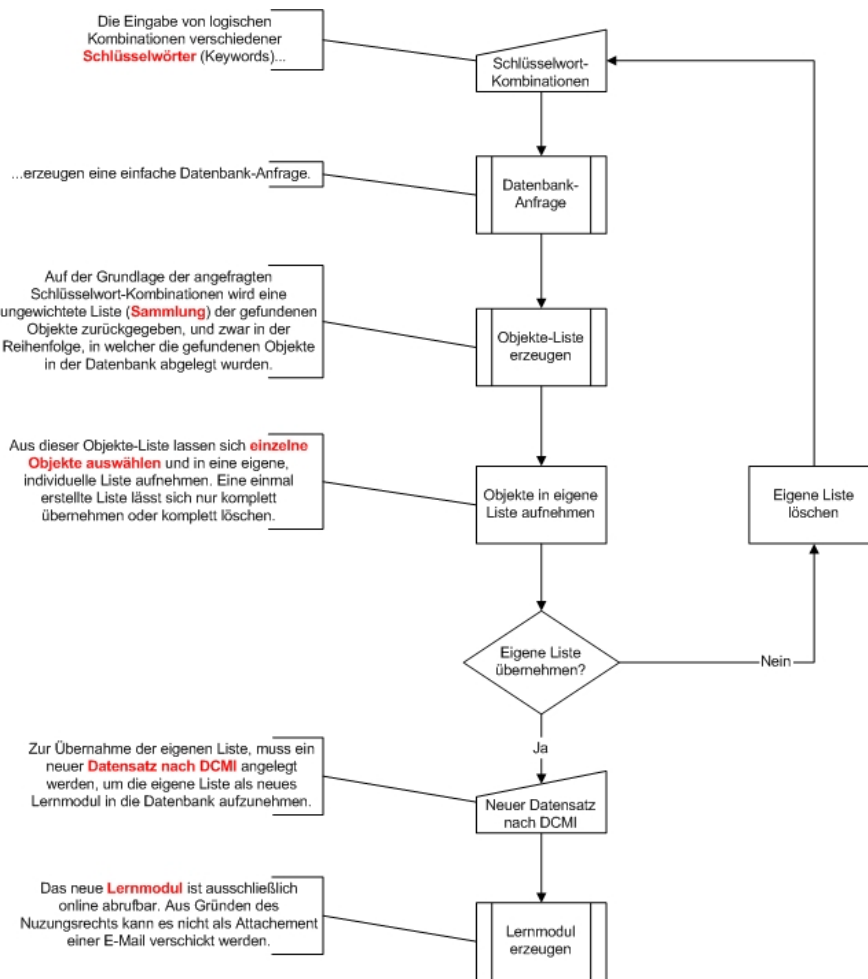 Die Eingabe von logischen
Kombinationen verschiedener
Schlüsselwörter (Keywords)...
Schlüsselwort-
Kombinationen
...erzeugen eine einfache Datenbank-Anfrage.
Datenbank-
Anfrage
Auf der Grundlage der angefragten
Schlüsselwort-Kombinationen wird eine
ungewichtete Liste (Sammlung) der gefundenen
Objekte zurückgegeben, und zwar in der
Reihenfolge, in welcher die gefundenen Objekte
in der Datenbank abgelegt wurden.
Objekte-Liste
erzeugen
Aus dieser Objekte-Liste lassen sich einzelne
Objekte auswählen und in eine eigene,
individuelle Liste aufnehmen. Eine einmal
erstellte Liste lässt sich nur komplett
übernehmen oder komplett löschen.
Objekte in eigene
Liste aufnehmen
Eigene Liste
löschen
Eigene Liste
übernehmen?
Nein
Ja
Zur Übernahme der eigenen Liste, muss ein
neuer Datensatz nach DCMI angelegt
werden, um die eigene Liste als neues
Lernmodul in die Datenbank aufzunehmen.
Neuer Datensatz
nach DCMI
Das neue Lernmodul ist ausschließlich
online abrufbar. Aus Gründen des
Nuzungsrechts kann es nicht als Attachement
einer E-Mail verschickt werden.
Lernmodul
erzeugen